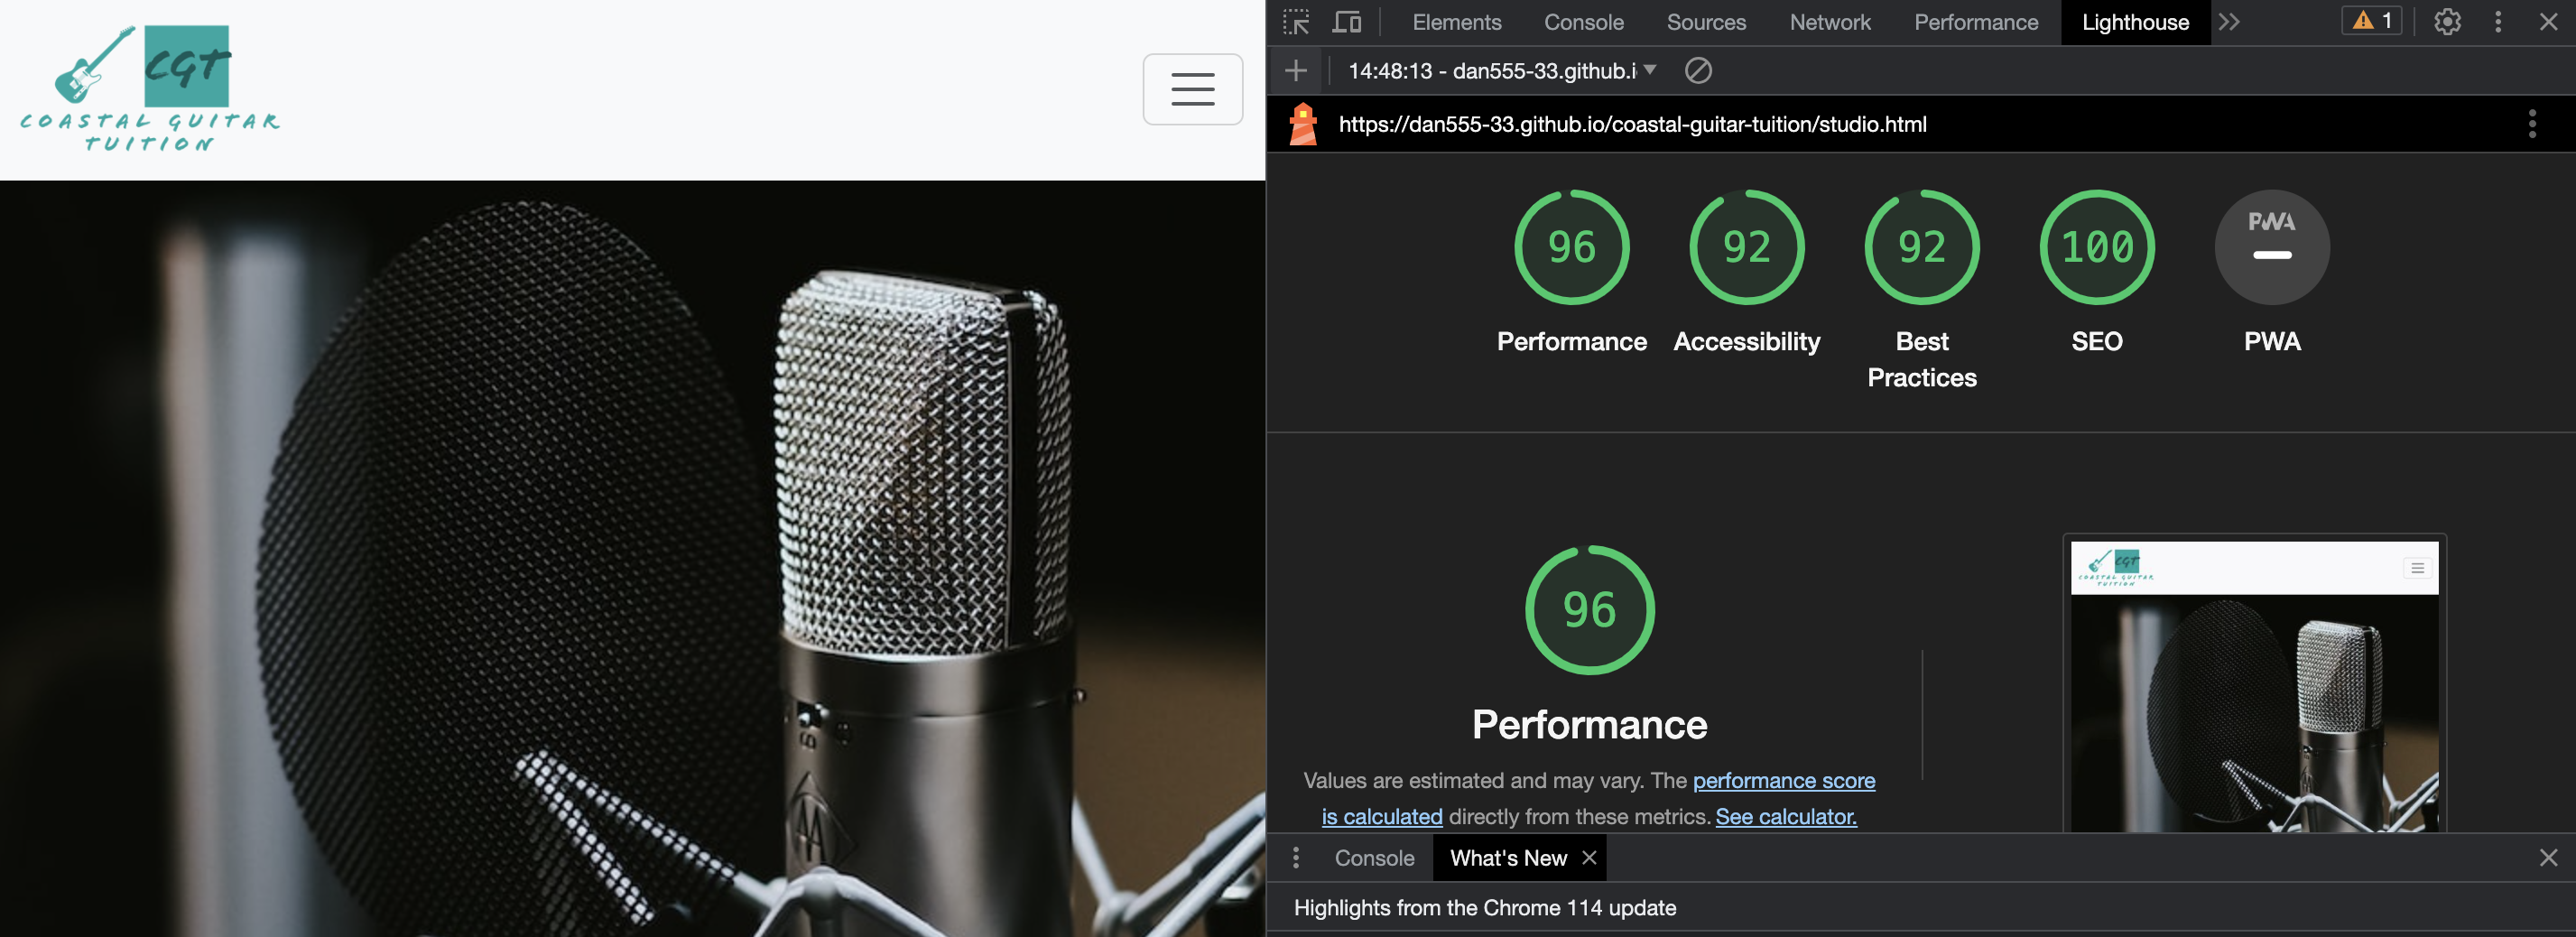 CGT
COASTAL GUITAR
TUITION
Elements Console Sources Network Performance Lighthouse 1
14:48:13 - dan555-33.github.i
https://dan555-33.github.io/coastal-guitar-tuition/studio.html
96 92 92 100 PWA
Performance Accessibility Best Practices SEO PWA
96
Performance
Values are estimated and may vary. The performance score
is calculated directly from these metrics. See calculator.
CGT
COASTAL GUITAR
TUITION
Console What's New
Highlights from the Chrome 114 update